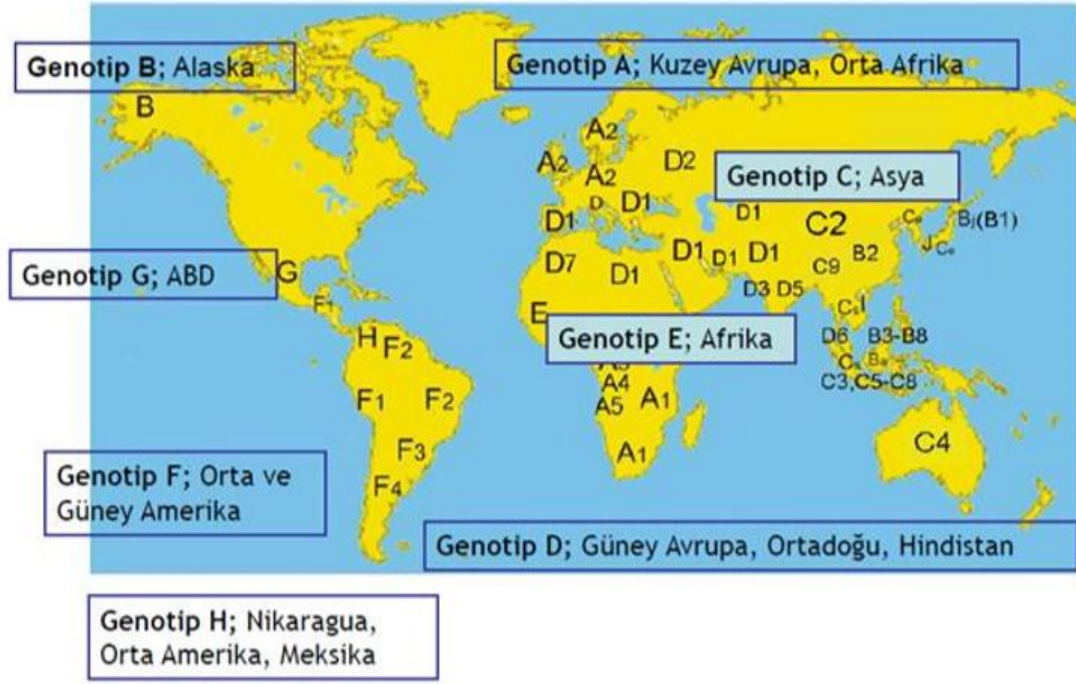 Genotip B; Alaska
Genotip A; Kuzey Avrupa, Orta Afrika
B
A2
A2
A2
D2
Genotip C; Asya
D
D1
D1
D1
C2
Bj(B1)
D1
D1
D1
B2
C9
D7
D1
D3
D5
Genotip G; ABD
G
F1
E
H
F2
Genotip E; Afrika
D6
B3-B8
C3,C5-C8
A4
A5
A1
F1
F2
A1
F3
F4
C4
Genotip F; Orta ve
Güney Amerika
Genotip D; Güney Avrupa, Ortadoğu, Hindistan
Genotip H; Nikaragua,
Orta Amerika, Meksika